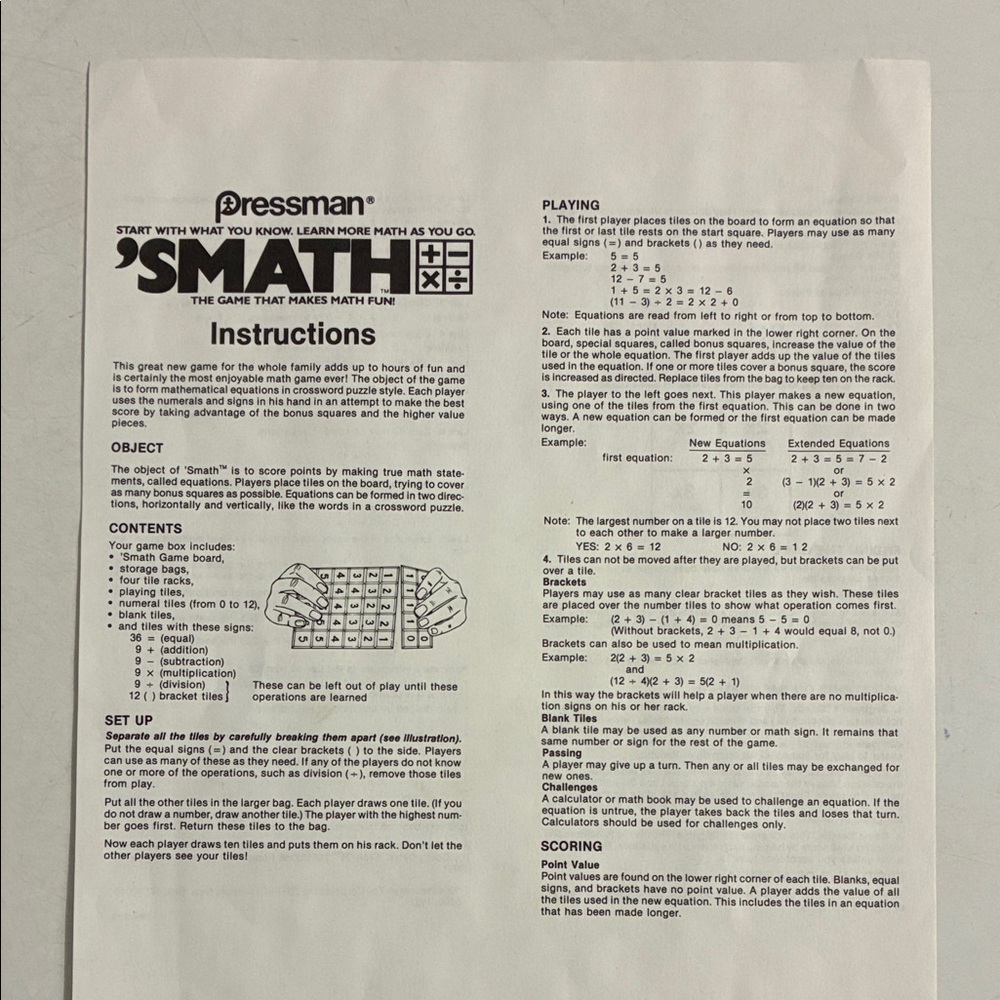 Pressman®
START WITH WHAT YOU KNOW. LEARN MORE MATH AS YOU GO.
'SMATH™ + − × ÷
THE GAME THAT MAKES MATH FUN!
Instructions
This great new game for the whole family adds up to hours of fun and
is certainly the most enjoyable math game ever! The object of the game
is to form mathematical equations in crossword puzzle style. Each player
uses the numerals and signs in his hand in an attempt to make the best
score by taking advantage of the bonus squares and the higher value
pieces.
OBJECT
The object of 'Smath™ is to score points by making true math state-
ments, called equations. Players place tiles on the board, trying to cover
as many bonus squares as possible. Equations can be formed in two direc-
tions, horizontally and vertically, like the words in a crossword puzzle.
CONTENTS
Your game box includes:
• 'Smath Game board,
• storage bags,
• four tile racks,
• playing tiles,
• numeral tiles (from 0 to 12),
• blank tiles,
• and tiles with these signs:
36 = (equal)
9 + (addition)
9 − (subtraction)
9 × (multiplication)
9 ÷ (division)
12 ( ) bracket tiles
These can be left out of play until these
operations are learned
SET UP
Separate all the tiles by carefully breaking them apart (see illustration).
Put the equal signs (=) and the clear brackets ( ) to the side. Players
can use as many of these as they need. If any of the players do not know
one or more of the operations, such as division (÷), remove those tiles
from play.
Put all the other tiles in the larger bag. Each player draws one tile. (If you
do not draw a number, draw another tile.) The player with the highest num-
ber goes first. Return these tiles to the bag.
Now each player draws ten tiles and puts them on his rack. Don't let the
other players see your tiles!
PLAYING
1. The first player places tiles on the board to form an equation so that
the first or last tile rests on the start square. Players may use as many
equal signs (=) and brackets () as they need.
Example: 5 = 5
2 + 3 = 5
12 − 7 = 5
1 + 5 = 2 × 3 = 12 − 6
(11 − 3) ÷ 2 = 2 × 2 + 0
Note: Equations are read from left to right or from top to bottom.
2. Each tile has a point value marked in the lower right corner. On the
board, special squares, called bonus squares, increase the value of the
tile or the whole equation. The first player adds up the value of the tiles
used in the equation. If one or more tiles cover a bonus square, the score
is increased as directed. Replace tiles from the bag to keep ten on the rack.
3. The player to the left goes next. This player makes a new equation,
using one of the tiles from the first equation. This can be done in two
ways. A new equation can be formed or the first equation can be made
longer.
Example: New Equations Extended Equations
first equation: 2 + 3 = 5 2 + 3 = 5 = 7 − 2
× or
2 (3 − 1)(2 + 3) = 5 × 2
= or
10 (2)(2 + 3) = 5 × 2
Note: The largest number on a tile is 12. You may not place two tiles next
to each other to make a larger number.
YES: 2 × 6 = 12 NO: 2 × 6 = 1 2
4. Tiles can not be moved after they are played, but brackets can be put
over a tile.
Brackets
Players may use as many clear bracket tiles as they wish. These tiles
are placed over the number tiles to show what operation comes first.
Example: (2 + 3) − (1 + 4) = 0 means 5 − 5 = 0
(Without brackets, 2 + 3 − 1 + 4 would equal 8, not 0.)
Brackets can also be used to mean multiplication.
Example: 2(2 + 3) = 5 × 2
and
(12 ÷ 4)(2 + 3) = 5(2 + 1)
In this way the brackets will help a player when there are no multiplica-
tion signs on his or her rack.
Blank Tiles
A blank tile may be used as any number or math sign. It remains that
same number or sign for the rest of the game.
Passing
A player may give up a turn. Then any or all tiles may be exchanged for
new ones.
Challenges
A calculator or math book may be used to challenge an equation. If the
equation is untrue, the player takes back the tiles and loses that turn.
Calculators should be used for challenges only.
SCORING
Point Value
Point values are found on the lower right corner of each tile. Blanks, equal
signs, and brackets have no point value. A player adds the value of all
the tiles used in the new equation. This includes the tiles in an equation
that has been made longer.